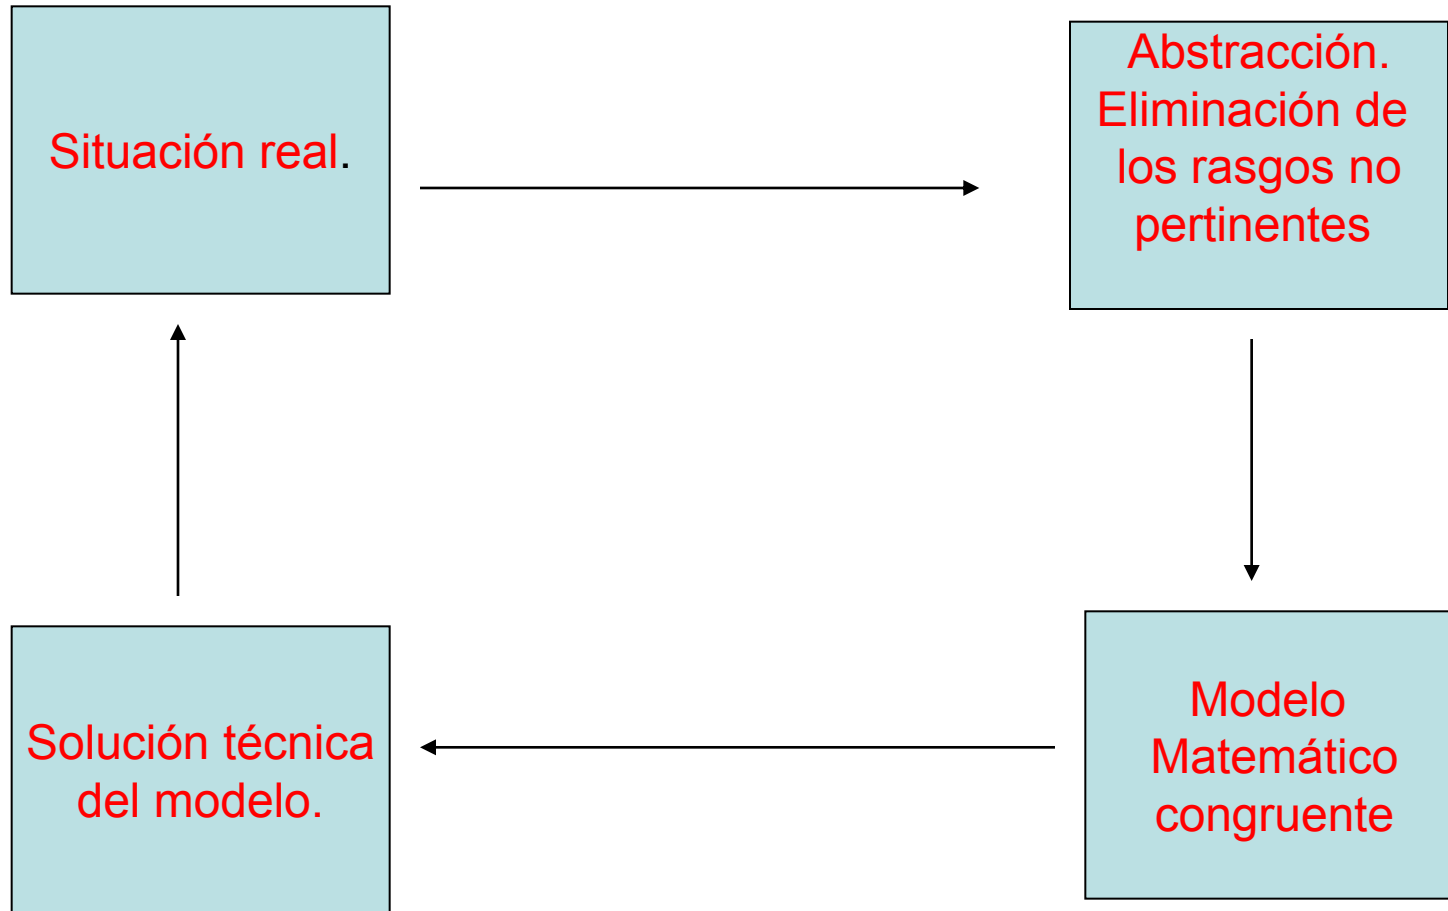 Situación real.
Abstracción.
Eliminación de
los rasgos no
pertinentes
Solución técnica
del modelo.
Modelo
Matemático
congruente